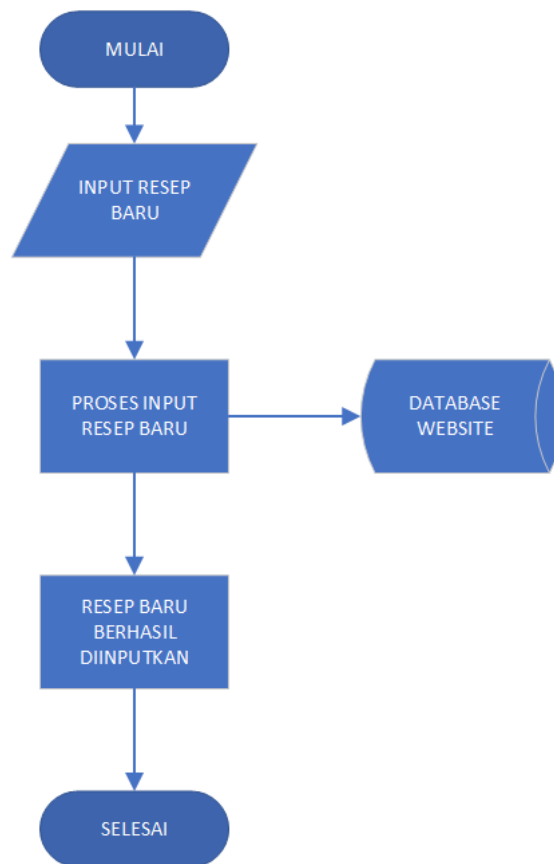 MULAI
INPUT RESEP
BARU
PROSES INPUT
RESEP BARU
DATABASE
WEBSITE
RESEP BARU
BERHASIL
DIINPUTKAN
SELESAI